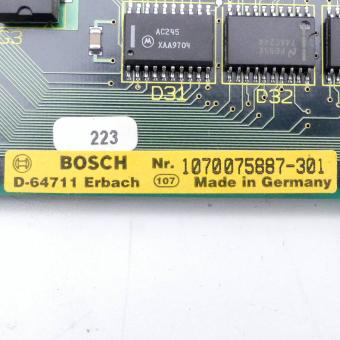 AC245
XAA9704
D31
D32
223
BOSCH Nr. 1070075887-301
D-64711 Erbach 107 Made in Germany